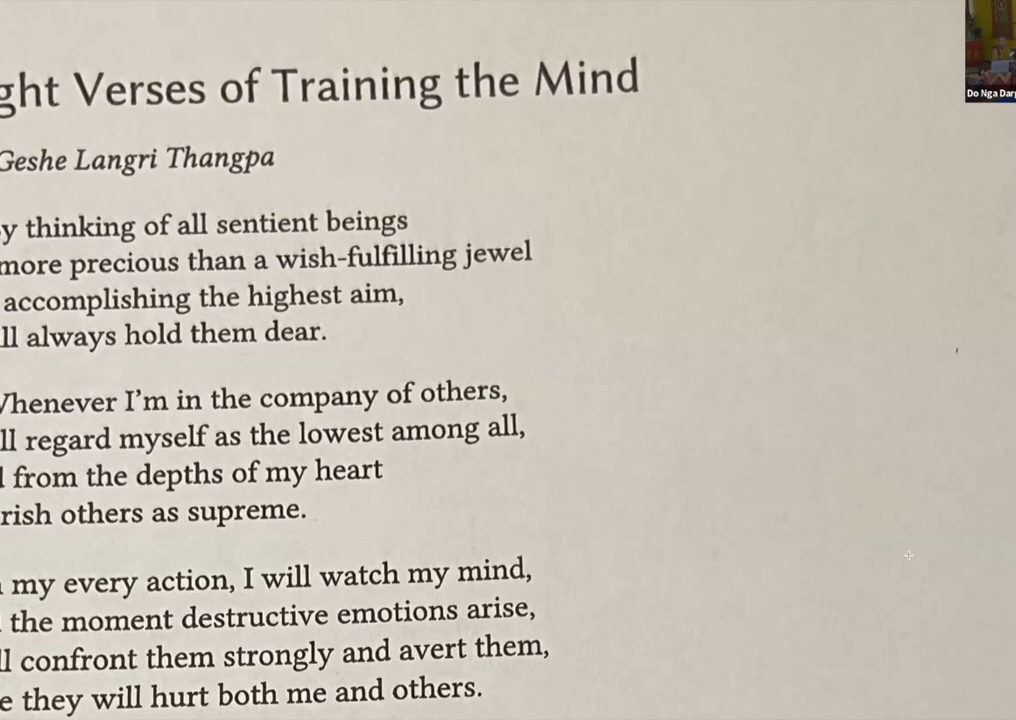 ght Verses of Training the Mind
Geshe Langri Thangpa
y thinking of all sentient beings
more precious than a wish-fulfilling jewel
accomplishing the highest aim,
ll always hold them dear.
Whenever I'm in the company of others,
ll regard myself as the lowest among all,
from the depths of my heart
rish others as supreme.
my every action, I will watch my mind,
the moment destructive emotions arise,
ll confront them strongly and avert them,
e they will hurt both me and others.
Do Nga Darg